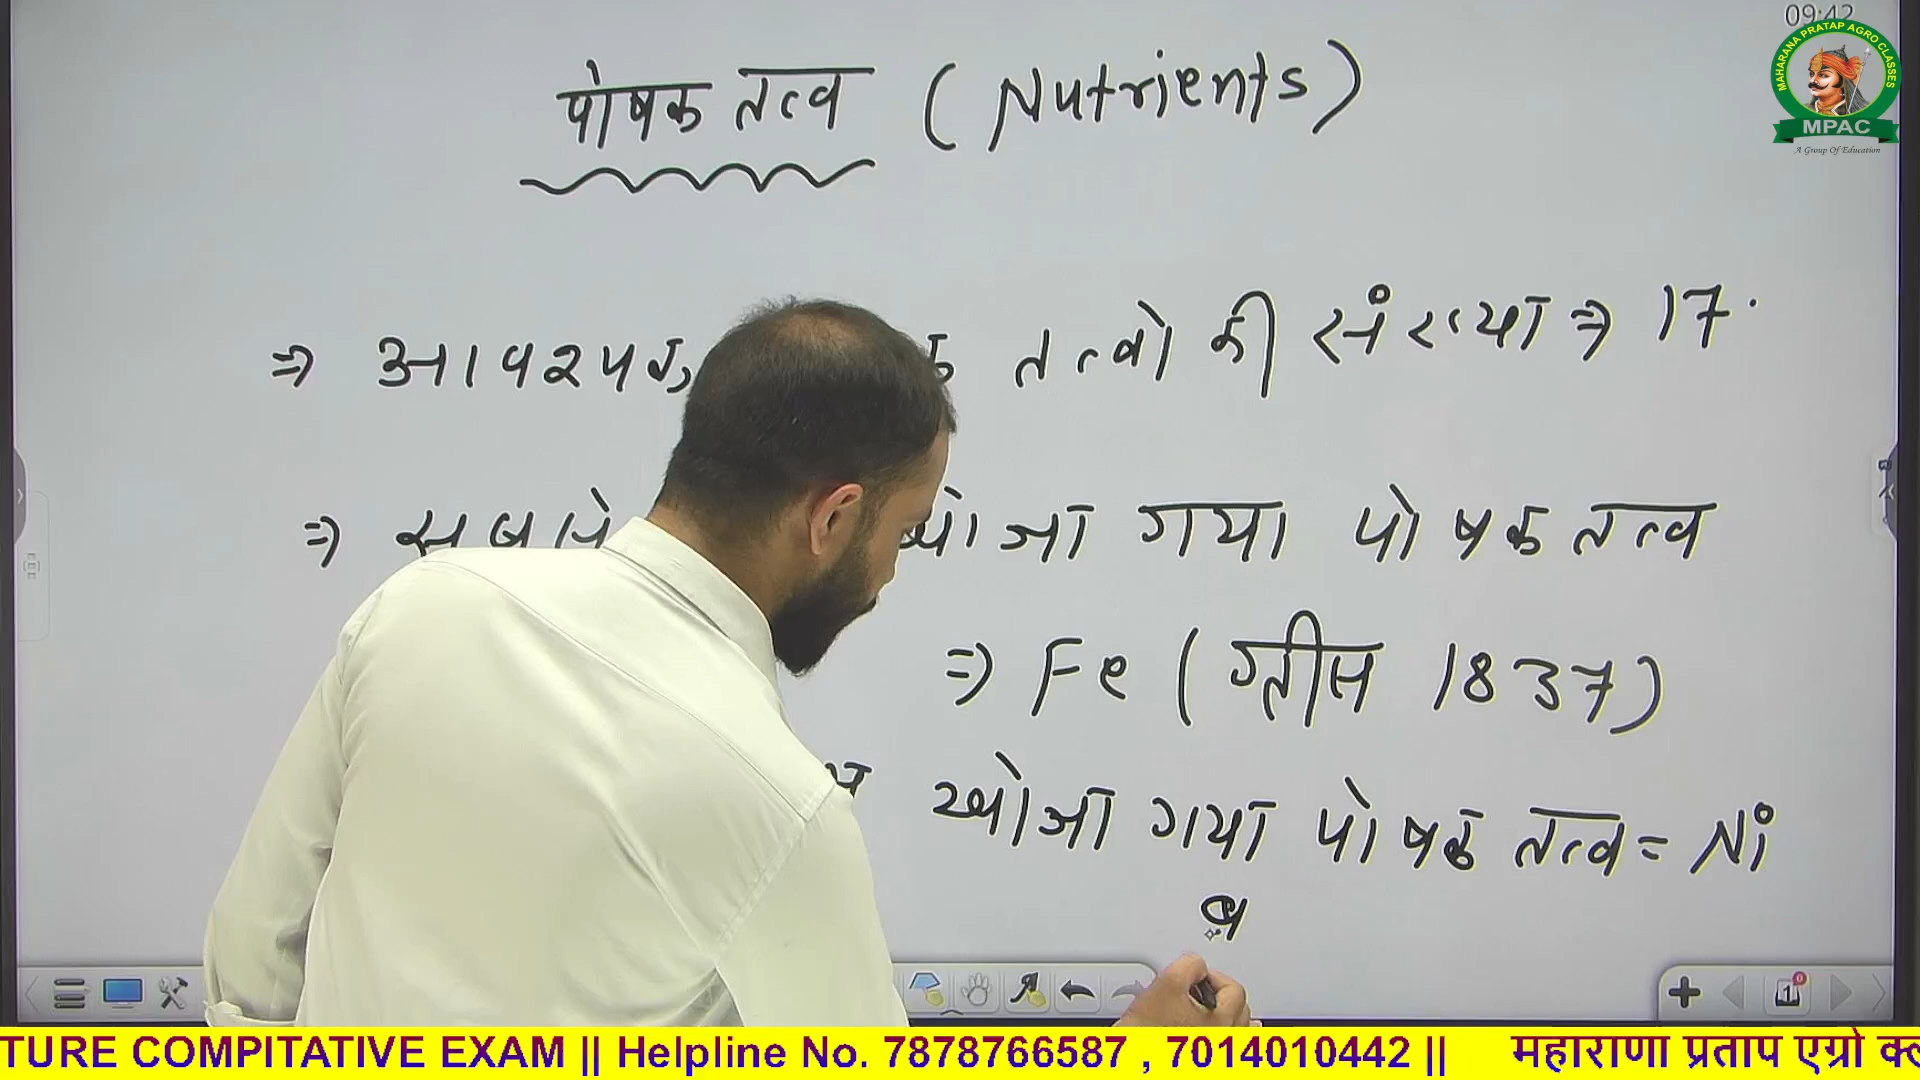 09:42
MAHARANA PRATAP AGRO CLASSES
MPAC
A Group Of Education
पोषक तत्व (Nutrients)
⇒ आवश्यक तत्वो की संख्या ⇒ 17.
⇒ सबसे खोजा गया पोषक तत्व
⇒ Fe (ग्रीस 1837)
खोजा गया पोषक तत्व = Ni
1
TURE COMPITATIVE EXAM || Helpline No. 7878766587 , 7014010442 || महाराणा प्रताप एग्रो